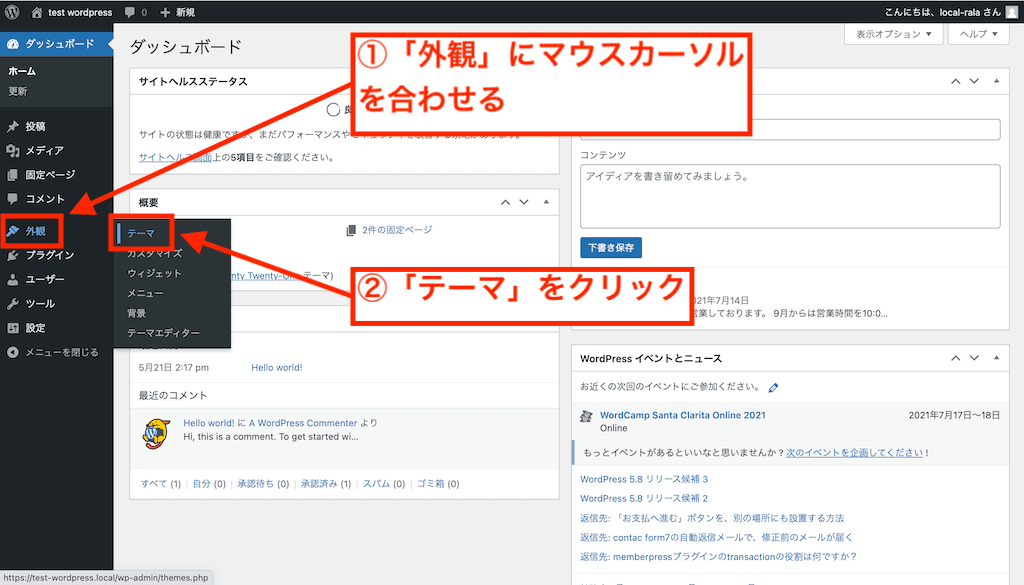 test wordpress 0 新規 こんにちは、local-rala さん
ダッシュボード
ホーム
更新
投稿
メディア
固定ページ
コメント
外観
プラグイン
ユーザー
ツール
設定
メニューを閉じる
テーマ
カスタマイズ
ウィジェット
メニュー
背景
テーマエディター
ダッシュボード
表示オプション ▼ ヘルプ ▼
①「外観」にマウスカーソル
を合わせる
②「テーマ」をクリック
サイトヘルスステータス
サイトの状態は健康ですが、まだパフォーマンスや
サイトヘルス画面上の5項目をご確認ください。
概要
2件の固定ページ
nty Twenty-One テーマ)
5月21日 2:17 pm Hello world!
最近のコメント
Hello world! に A WordPress Commenter より
Hi, this is a comment. To get started wi…
すべて (1) | 自分 (0) | 承認待ち (0) | 承認済み (1) | スパム (0) | ゴミ箱 (0)
コンテンツ
アイディアを書き留めてみましょう。
下書き保存
2021年7月14日
営業しております。 9月からは営業時間を10:0…
WordPress イベントとニュース
お近くの次回のイベントにご参加ください。
WordCamp Santa Clarita Online 2021 2021年7月17日〜18日
Online
もっとイベントがあるといいなと思いませんか ? 次のイベントを企画してください !
WordPress 5.8 リリース候補 3
WordPress 5.8 リリース候補 2
返信先: 「お支払へ進む」ボタンを、別の場所にも設置する方法
返信先: contac form7の自動返信メールで、修正前のメールが届く
返信先: memberpressプラグインのtransactionの役割は何ですか？
https://test-wordpress.local/wp-admin/themes.php